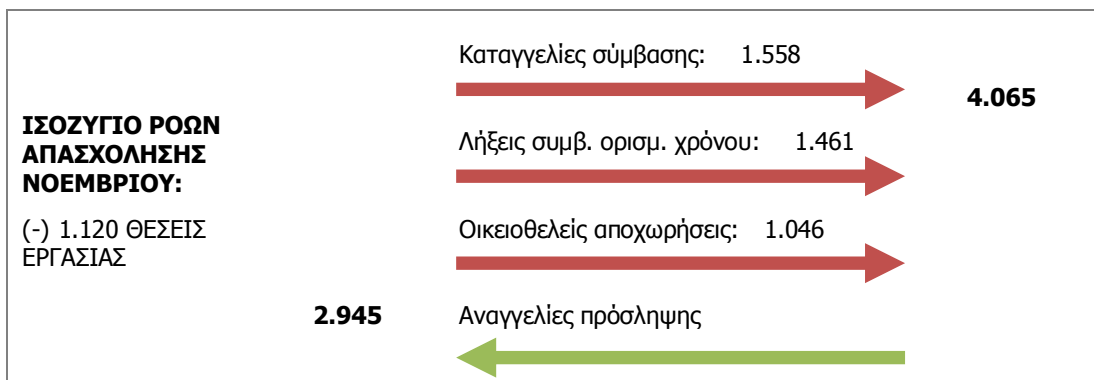 Καταγγελίες σύμβασης: 1.558
4.065
ΙΣΟΖΥΓΙΟ ΡΟΩΝ
ΑΠΑΣΧΟΛΗΣΗΣ
ΝΟΕΜΒΡΙΟΥ:
Λήξεις συμβ. ορισμ. χρόνου: 1.461
(-) 1.120 ΘΕΣΕΙΣ
ΕΡΓΑΣΙΑΣ
Οικειοθελείς αποχωρήσεις: 1.046
2.945 Αναγγελίες πρόσληψης